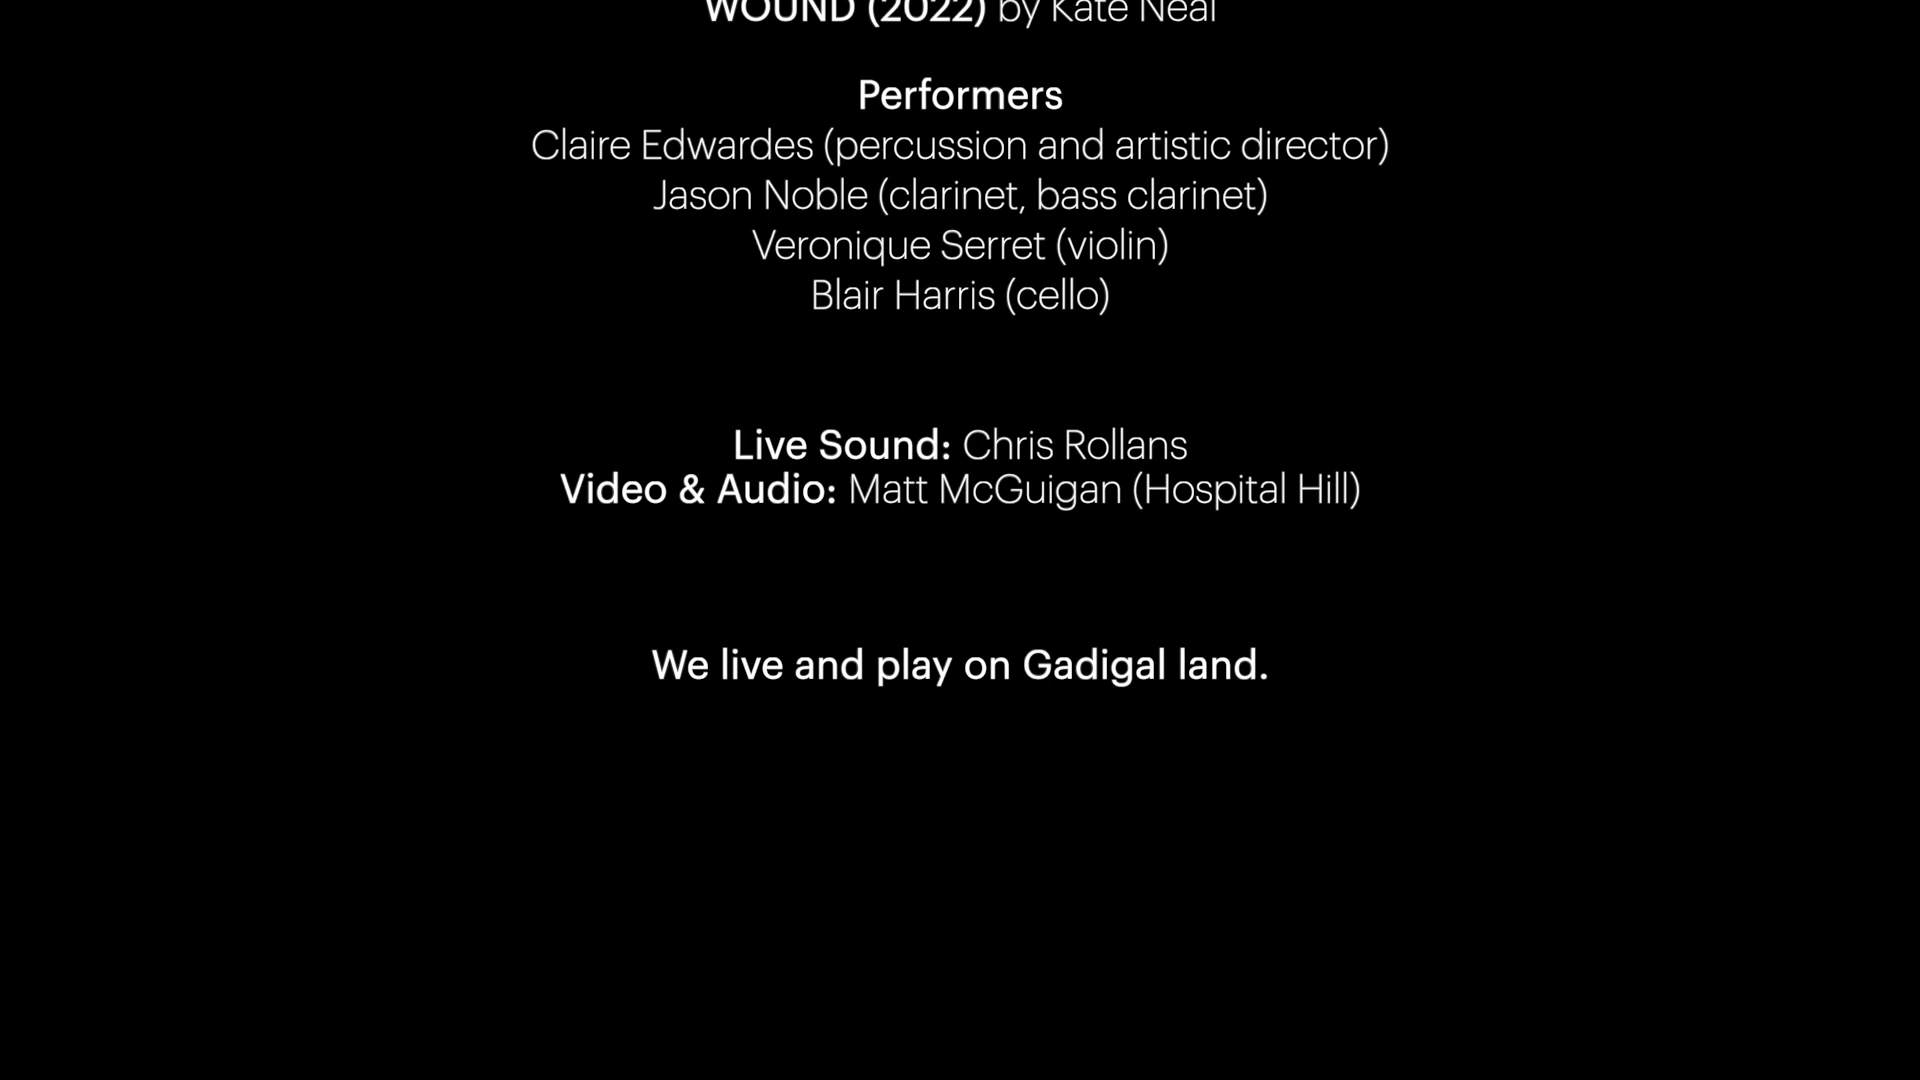 WOUND (2022) by Kate Neal
Performers
Claire Edwardes (percussion and artistic director)
Jason Noble (clarinet, bass clarinet)
Veronique Serret (violin)
Blair Harris (cello)
Live Sound: Chris Rollans
Video & Audio: Matt McGuigan (Hospital Hill)
We live and play on Gadigal land.